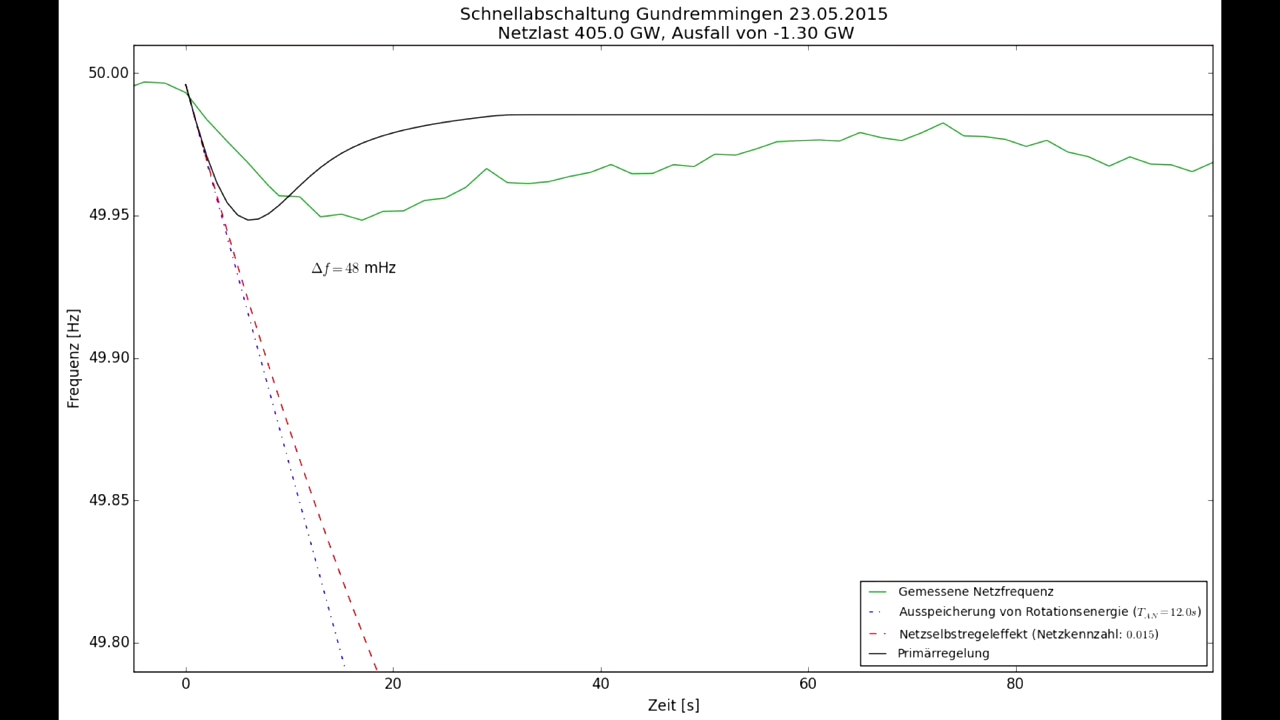 Schnellabschaltung Gundremmingen 23.05.2015
Netzlast 405.0 GW, Ausfall von -1.30 GW
50.00
49.95
49.90
49.85
49.80
Frequenz [Hz]
Δf = 48 mHz
Gemessene Netzfrequenz
Ausspeicherung von Rotationsenergie (T_AN = 12.0s)
Netzselbstregeleffekt (Netzkennzahl: 0.015)
Primärregelung
0
20
40
60
80
Zeit [s]